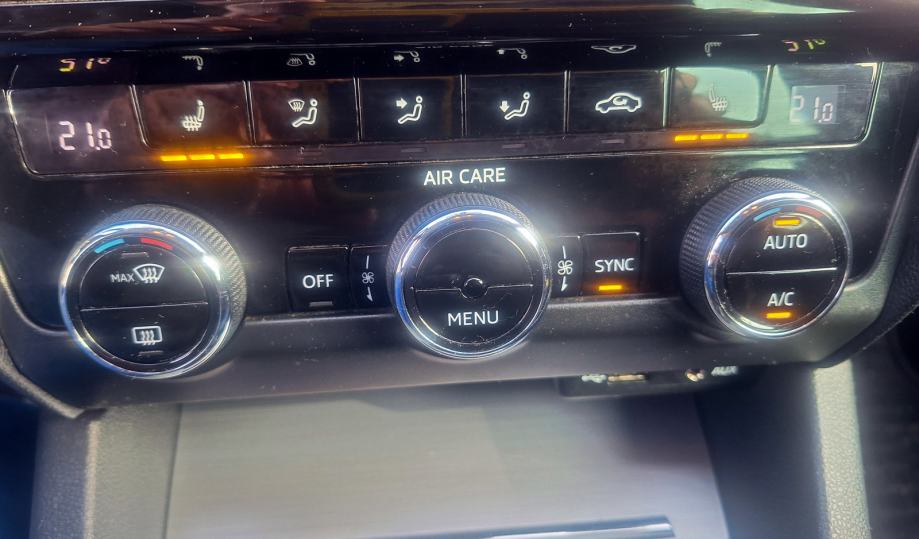 21.0
21.0
AIR CARE
MAX
OFF
SYNC
AUTO
MENU
A/C
AUX